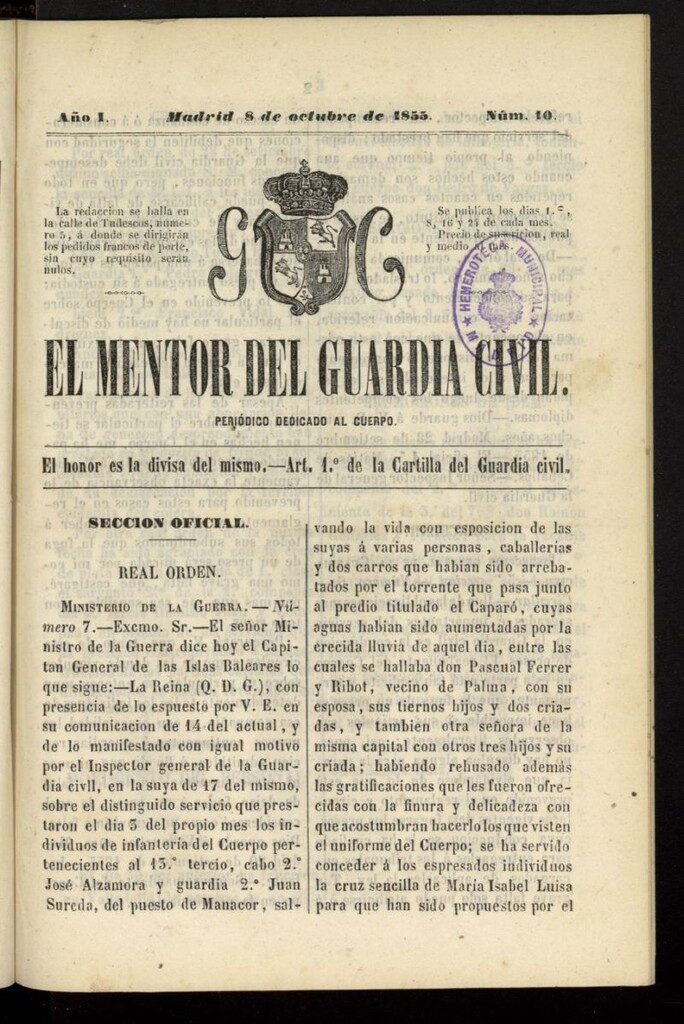 Año I.
Madrid 8 de octubre de 1855.
Núm. 10.
La redaccion se halla en
la calle de Tudescos, núme-
ro 5, á donde se dirigirán
los pedidos francos de porte,
sin cuyo requisito serán
nulos.
G C
Se publica los dias 1.º,
8, 16 y 24 de cada mes.
Precio de suscricion, real
y medio
HEMEROTECA MUNICIPAL
EL MENTOR DEL GUARDIA CIVIL.
PERIÓDICO DEDICADO AL CUERPO.
El honor es la divisa del mismo.—Art. 1.º de la Cartilla del Guardia civil.
SECCION OFICIAL.
REAL ORDEN.
MINISTERIO DE LA GUERRA.—Nú-
mero 7.—Excmo. Sr.—El señor Mi-
nistro de la Guerra dice hoy el Capi-
tan General de las Islas Baleares lo
que sigue:—La Reina (Q. D. G.), con
presencia de lo espuesto por V. E. en
su comunicacion de 14 del actual, y
de lo manifestado con igual motivo
por el Inspector general de la Guar-
dia civll, en la suya de 17 del mismo,
sobre el distinguido servicio que pres-
taron el dia 3 del propio mes los in-
dividuos de infantería del Cuerpo per-
tenecientes al 13.º tercio, cabo 2.º
José Alzamora y guardia 2.º Juan
Sureda, del puesto de Manacor, sal-
vando la vida con esposicion de las
suyas á varias personas, caballerías
y dos carros que habian sido arreba-
tados por el torrente que pasa junto
al predio titulado el Caparó, cuyas
aguas habian sido aumentadas por la
crecida lluvia de aquel dia, entre las
cuales se hallaba don Pascual Ferrer
y Ribot, vecino de Palma, con su
esposa, sus tiernos hijos y dos cria-
das, y tambien otra señora de la
misma capital con otros tres hijos y su
criada; habiendo rehusado además
las gratificaciones que les fueron ofre-
cidas con la finura y delicadeza con
que acostumbran hacerlo los que visten
el uniforme del Cuerpo; se ha servido
conceder á los espresados individuos
la cruz sencilla de María Isabel Luisa
para que han sido propuestos por el